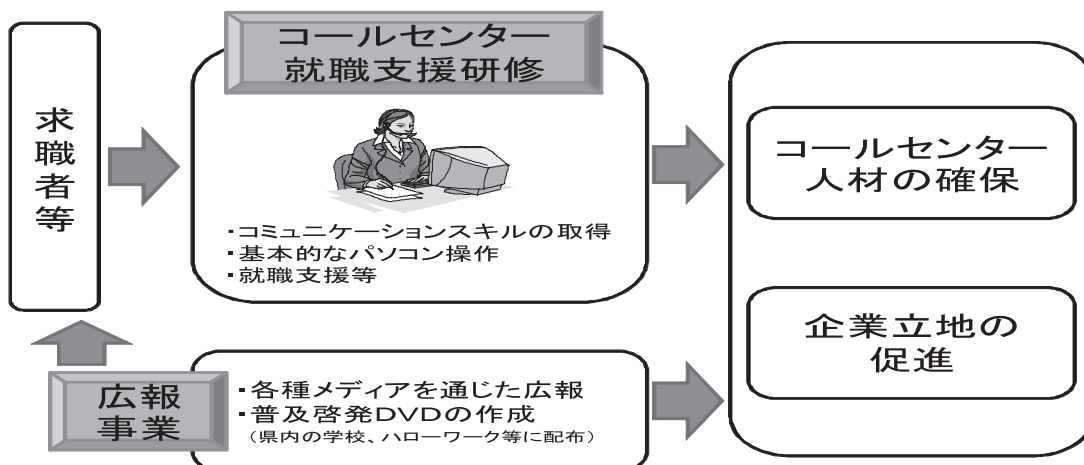 コールセンター
就職支援研修
求
職
者
等
・コミュニケーションスキルの取得
・基本的なパソコン操作
・就職支援等
コールセンター
人材の確保
企業立地の
促進
広報
事業
・各種メディアを通じた広報
・普及啓発DVDの作成
（県内の学校、ハローワーク等に配布）